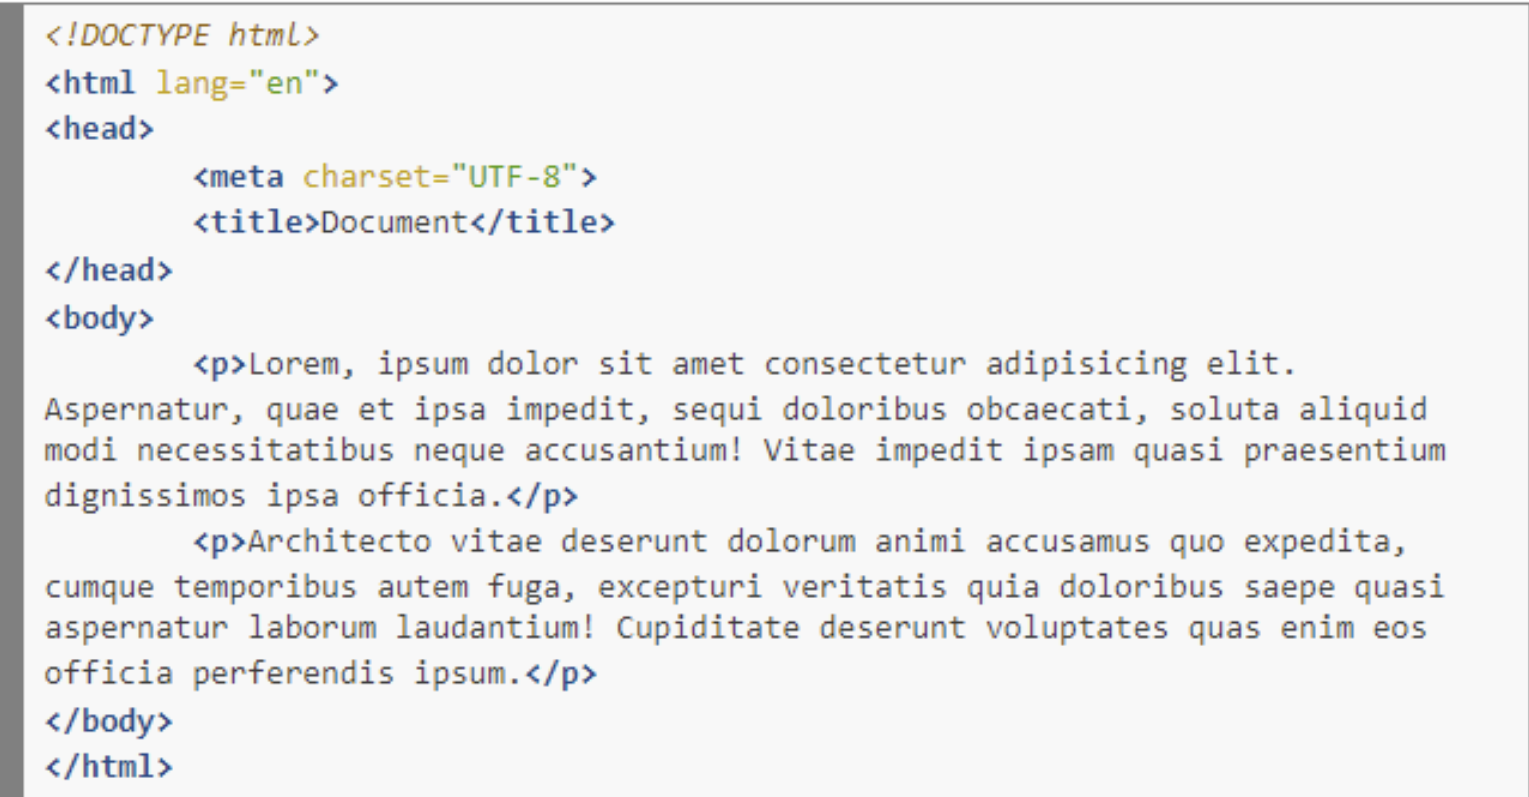 <!DOCTYPE html>
<html lang="en">
<head>
        <meta charset="UTF-8">
        <title>Document</title>
</head>
<body>
        <p>Lorem, ipsum dolor sit amet consectetur adipisicing elit.
Aspernatur, quae et ipsa impedit, sequi doloribus obcaecati, soluta aliquid
modi necessitatibus neque accusantium! Vitae impedit ipsam quasi praesentium
dignissimos ipsa officia.</p>
        <p>Architecto vitae deserunt dolorum animi accusamus quo expedita,
cumque temporibus autem fuga, excepturi veritatis quia doloribus saepe quasi
aspernatur laborum laudantium! Cupiditate deserunt voluptates quas enim eos
officia perferendis ipsum.</p>
</body>
</html>